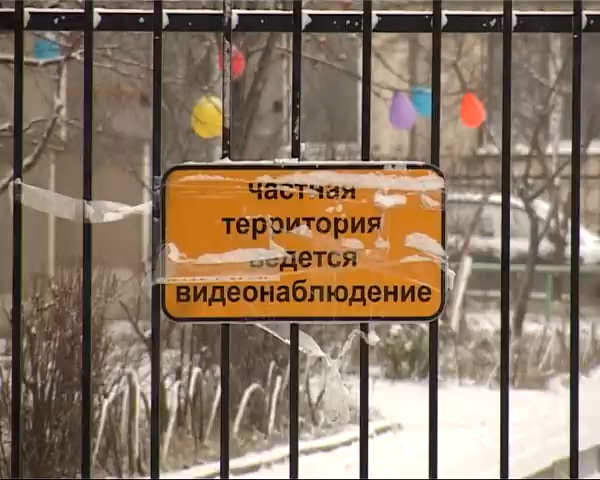 частная
территория
ведется
видеонаблюдение